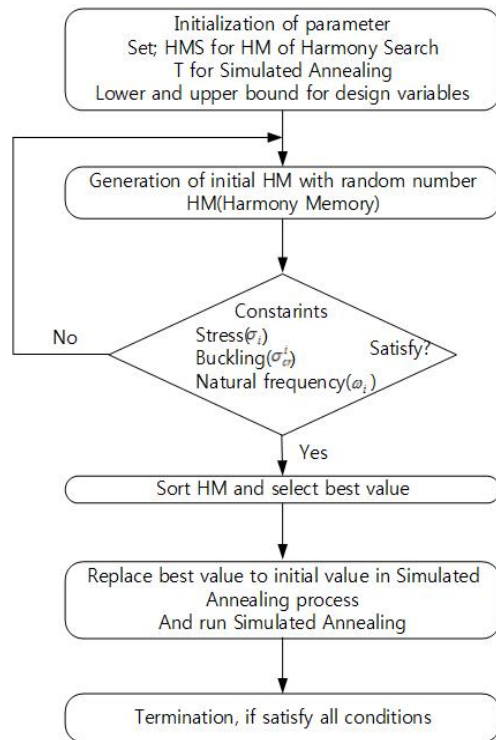 Initialization of parameter
Set; HMS for HM of Harmony Search
T for Simulated Annealing
Lower and upper bound for design variables
Generation of initial HM with random number
HM(Harmony Memory)
Constarints
Stress(σᵢ)
Buckling(σⁱ_cr)
Natural frequency(ωᵢ)
Satisfy?
No
Yes
Sort HM and select best value
Replace best value to initial value in Simulated
Annealing process
And run Simulated Annealing
Termination, if satisfy all conditions